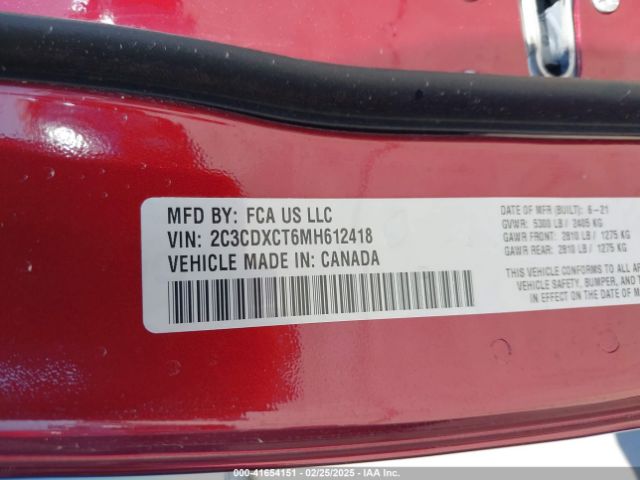 MFD BY: FCA US LLC
VIN: 2C3CDXCT6MH612418
VEHICLE MADE IN: CANADA
DATE OF MFR (BUILT): 6-21
GVWR: 5300 LB / 2405 KG
GAWR FRONT: 2810 LB / 1275 KG
GAWR REAR: 2810 LB / 1275 KG
THIS VEHICLE CONFORMS TO ALL AP
VEHICLE SAFETY, BUMPER, AND T
IN EFFECT ON THE DATE OF M
00-41654151 - 02/25/2025 - IAA Inc.